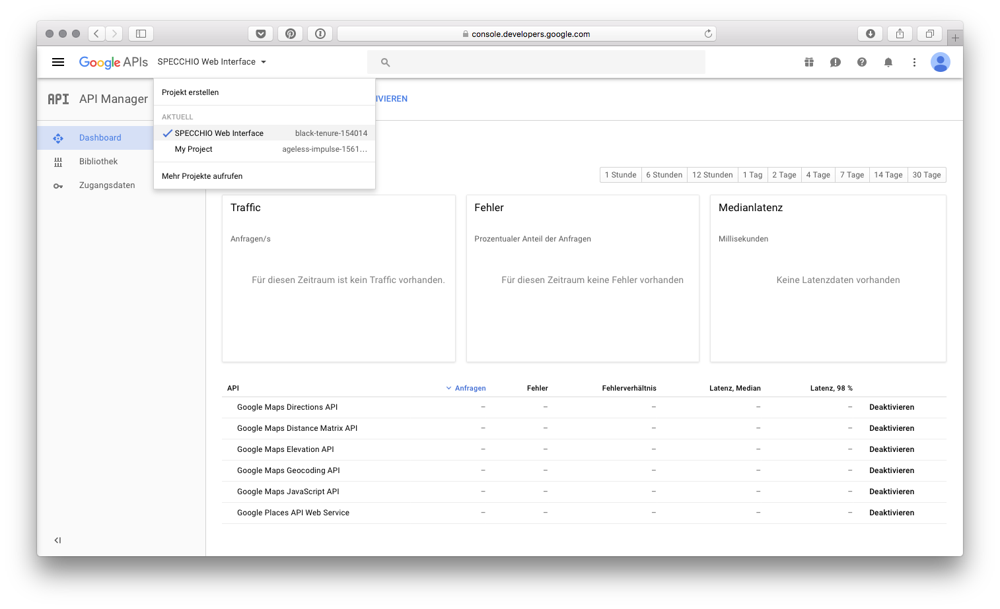 console.developers.google.com
Google APIs SPECCHIO Web Interface
API API Manager IVIEREN
Projekt erstellen
AKTUELL
SPECCHIO Web Interface black-tenure-154014
My Project ageless-impulse-1561...
Mehr Projekte aufrufen
Dashboard
Bibliothek
Zugangsdaten
1 Stunde 6 Stunden 12 Stunden 1 Tag 2 Tage 4 Tage 7 Tage 14 Tage 30 Tage
Traffic
Anfragen/s
Für diesen Zeitraum ist kein Traffic vorhanden.
Fehler
Prozentualer Anteil der Anfragen
Für diesen Zeitraum keine Fehler vorhanden
Medianlatenz
Millisekunden
Keine Latenzdaten vorhanden
API Anfragen Fehler Fehlerverhältnis Latenz, Median Latenz, 98 %
Google Maps Directions API – – – – – Deaktivieren
Google Maps Distance Matrix API – – – – – Deaktivieren
Google Maps Elevation API – – – – – Deaktivieren
Google Maps Geocoding API – – – – – Deaktivieren
Google Maps JavaScript API – – – – – Deaktivieren
Google Places API Web Service – – – – – Deaktivieren